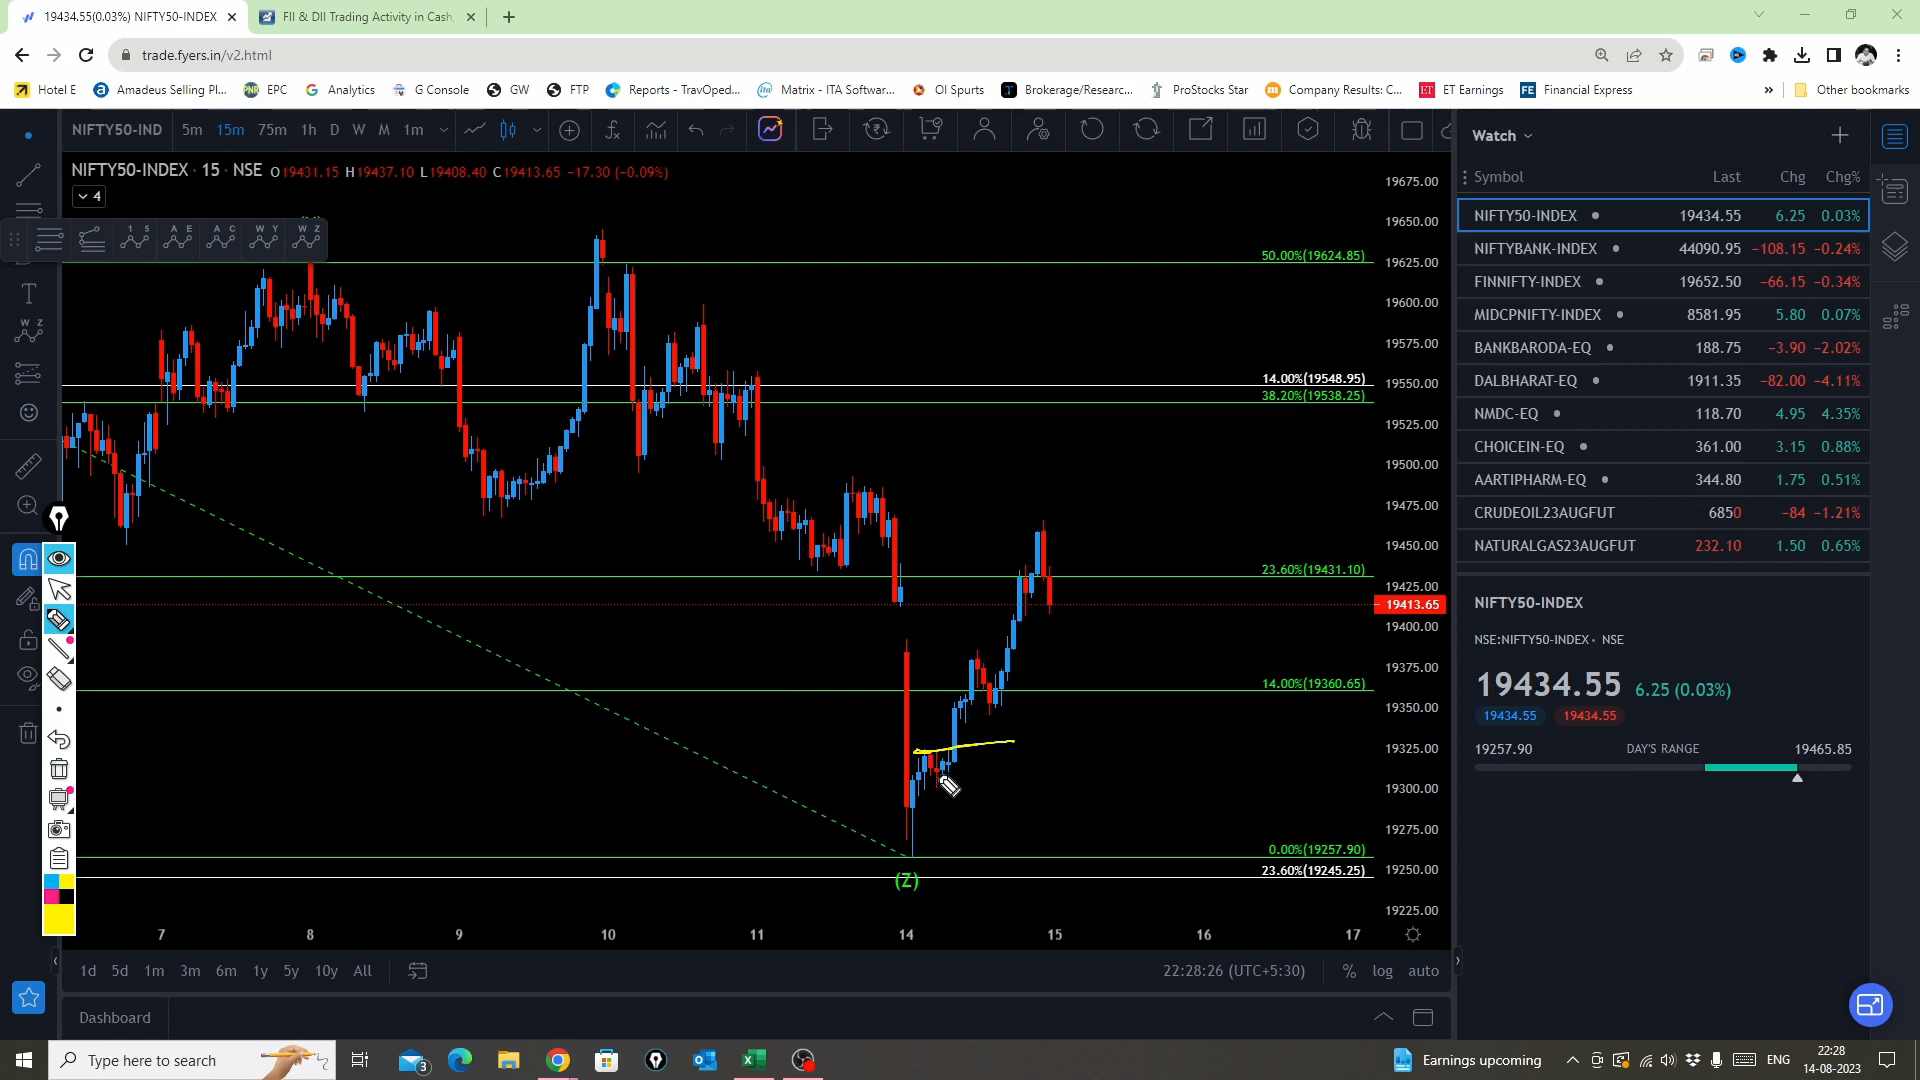 19434.55(0.03%) NIFTY50-INDEX
FII & DII Trading Activity in Cash,
trade.fyers.in/v2.html
Hotel E
Amadeus Selling Pl...
EPC
Analytics
G Console
GW
FTP
Reports - TravOped...
Matrix - ITA Softwar...
OI Spurts
Brokerage/Researc...
ProStocks Star
Company Results: C...
ET Earnings
Financial Express
Other bookmarks
NIFTY50-IND 5m 15m 75m 1h D W M 1m
NIFTY50-INDEX · 15 · NSE O19431.15 H19437.10 L19408.40 C19413.65 -17.30 (-0.09%)
4
1 5
A E
A C
W Y
W Z
W Z
50.00%(19624.85)
14.00%(19548.95)
38.20%(19538.25)
23.60%(19431.10)
14.00%(19360.65)
0.00%(19257.90)
23.60%(19245.25)
(Z)
19675.00
19650.00
19625.00
19600.00
19575.00
19550.00
19525.00
19500.00
19475.00
19450.00
19425.00
19413.65
19400.00
19375.00
19350.00
19325.00
19300.00
19275.00
19250.00
19225.00
7 8 9 10 11 14 15 16 17
1d 5d 1m 3m 6m 1y 5y 10y All
22:28:26 (UTC+5:30) % log auto
Dashboard
Watch
Symbol Last Chg Chg%
NIFTY50-INDEX 19434.55 6.25 0.03%
NIFTYBANK-INDEX 44090.95 -108.15 -0.24%
FINNIFTY-INDEX 19652.50 -66.15 -0.34%
MIDCPNIFTY-INDEX 8581.95 5.80 0.07%
BANKBARODA-EQ 188.75 -3.90 -2.02%
DALBHARAT-EQ 1911.35 -82.00 -4.11%
NMDC-EQ 118.70 4.95 4.35%
CHOICEIN-EQ 361.00 3.15 0.88%
AARTIPHARM-EQ 344.80 1.75 0.51%
CRUDEOIL23AUGFUT 6850 -84 -1.21%
NATURALGAS23AUGFUT 232.10 1.50 0.65%
NIFTY50-INDEX
NSE:NIFTY50-INDEX · NSE
19434.55 6.25 (0.03%)
19434.55 19434.55
19257.90 DAY'S RANGE 19465.85
Type here to search
3
Earnings upcoming
ENG
22:28
14-08-2023